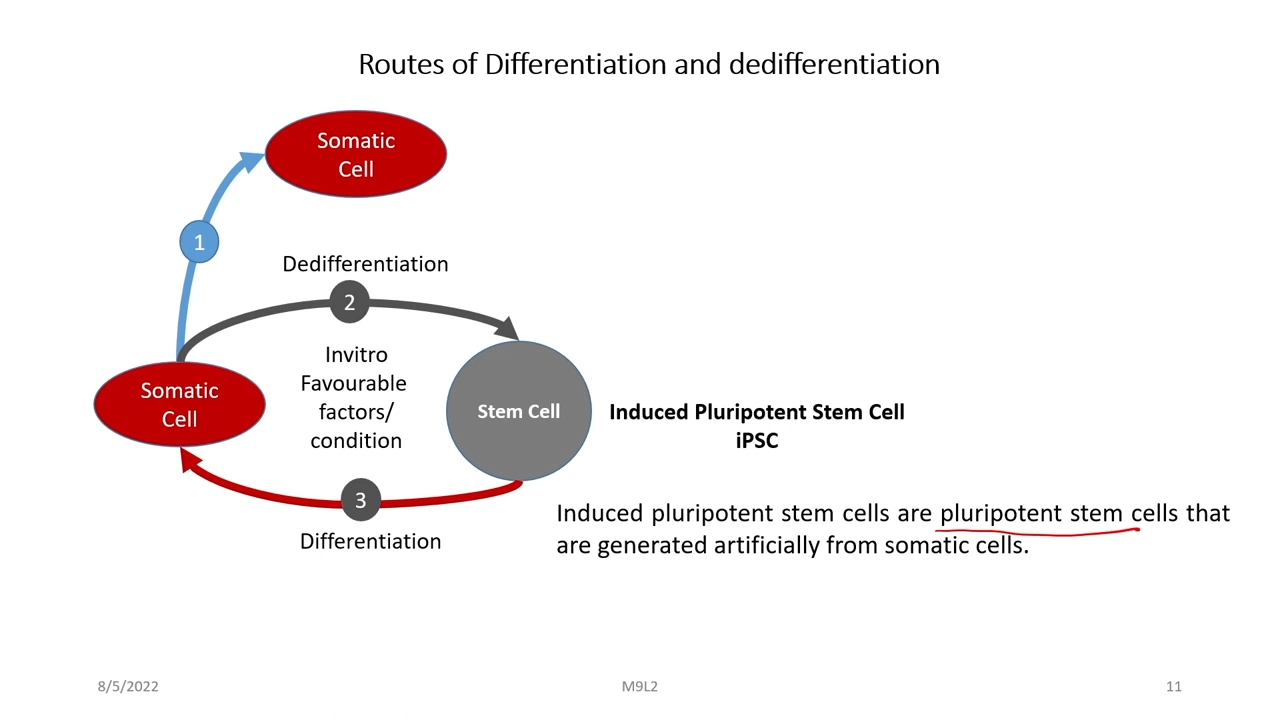 Routes of Differentiation and dedifferentiation
Somatic
Cell
1
Dedifferentiation
2
Invitro
Favourable
factors/
condition
Somatic
Cell
Stem Cell
Induced Pluripotent Stem Cell
iPSC
3
Differentiation
Induced pluripotent stem cells are pluripotent stem cells that
are generated artificially from somatic cells.
8/5/2022
M9L2
11